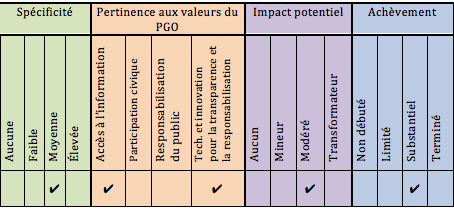 Spécificité
Pertinence aux valeurs du
PGO
Impact potentiel
Achèvement
Aucune
Faible
Moyenne
Élevée
Accès à l'information
Participation civique
Responsabilisation
du public
Tech. et innovation
pour la transparence et
la responsabilisation
Aucun
Mineur
Modéré
Transformateur
Non débuté
Limité
Substantiel
Terminé
✔ ✔ ✔ ✔ ✔